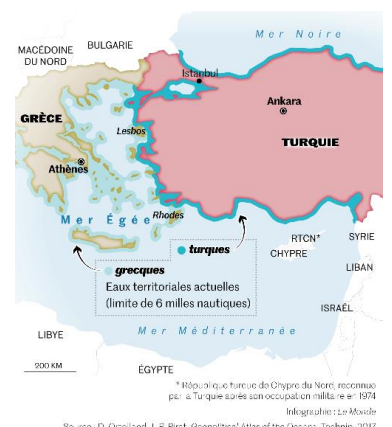 Mer Noire
BULGARIE
MACÉDOINE
DU NORD
Istanbul
Ankara
GRÈCE
Lesbos
TURQUIE
Athènes
Rhodes
Mer Égée
turques
RTCN*
SYRIE
CHYPRE
grecques
LIBAN
Eaux territoriales actuelles
(limite de 6 milles nautiques)
ISRAËL
LIBYE
Mer Méditerranée
200 KM
ÉGYPTE
* République turque de Chypre du Nord, reconnue
par la Turquie après son occupation militaire en 1974
Infographie : Le Monde